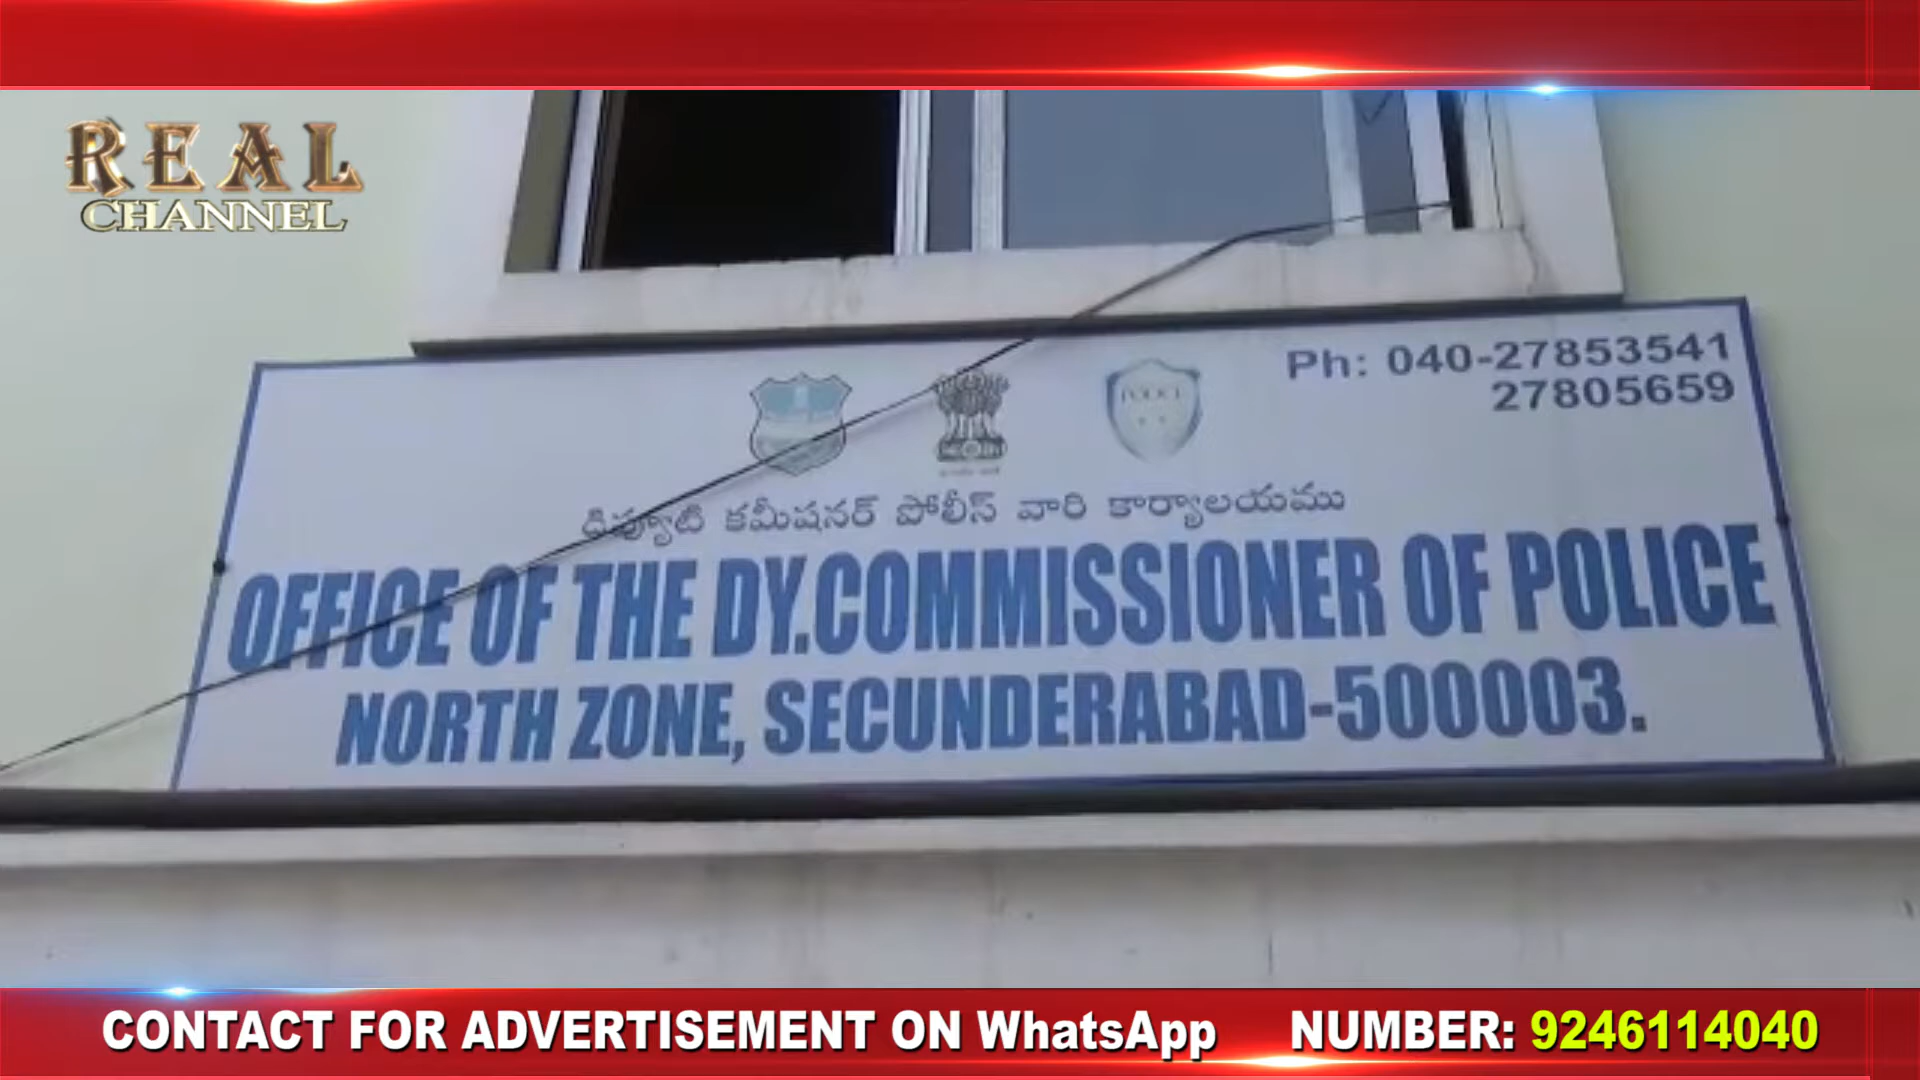 REAL
CHANNEL
Ph: 040-27853541
27805659
డిప్యూటి కమీషనర్ పోలీస్ వారి కార్యాలయము
OFFICE OF THE DY.COMMISSIONER OF POLICE
NORTH ZONE, SECUNDERABAD-500003.
CONTACT FOR ADVERTISEMENT ON WhatsApp NUMBER: 9246114040